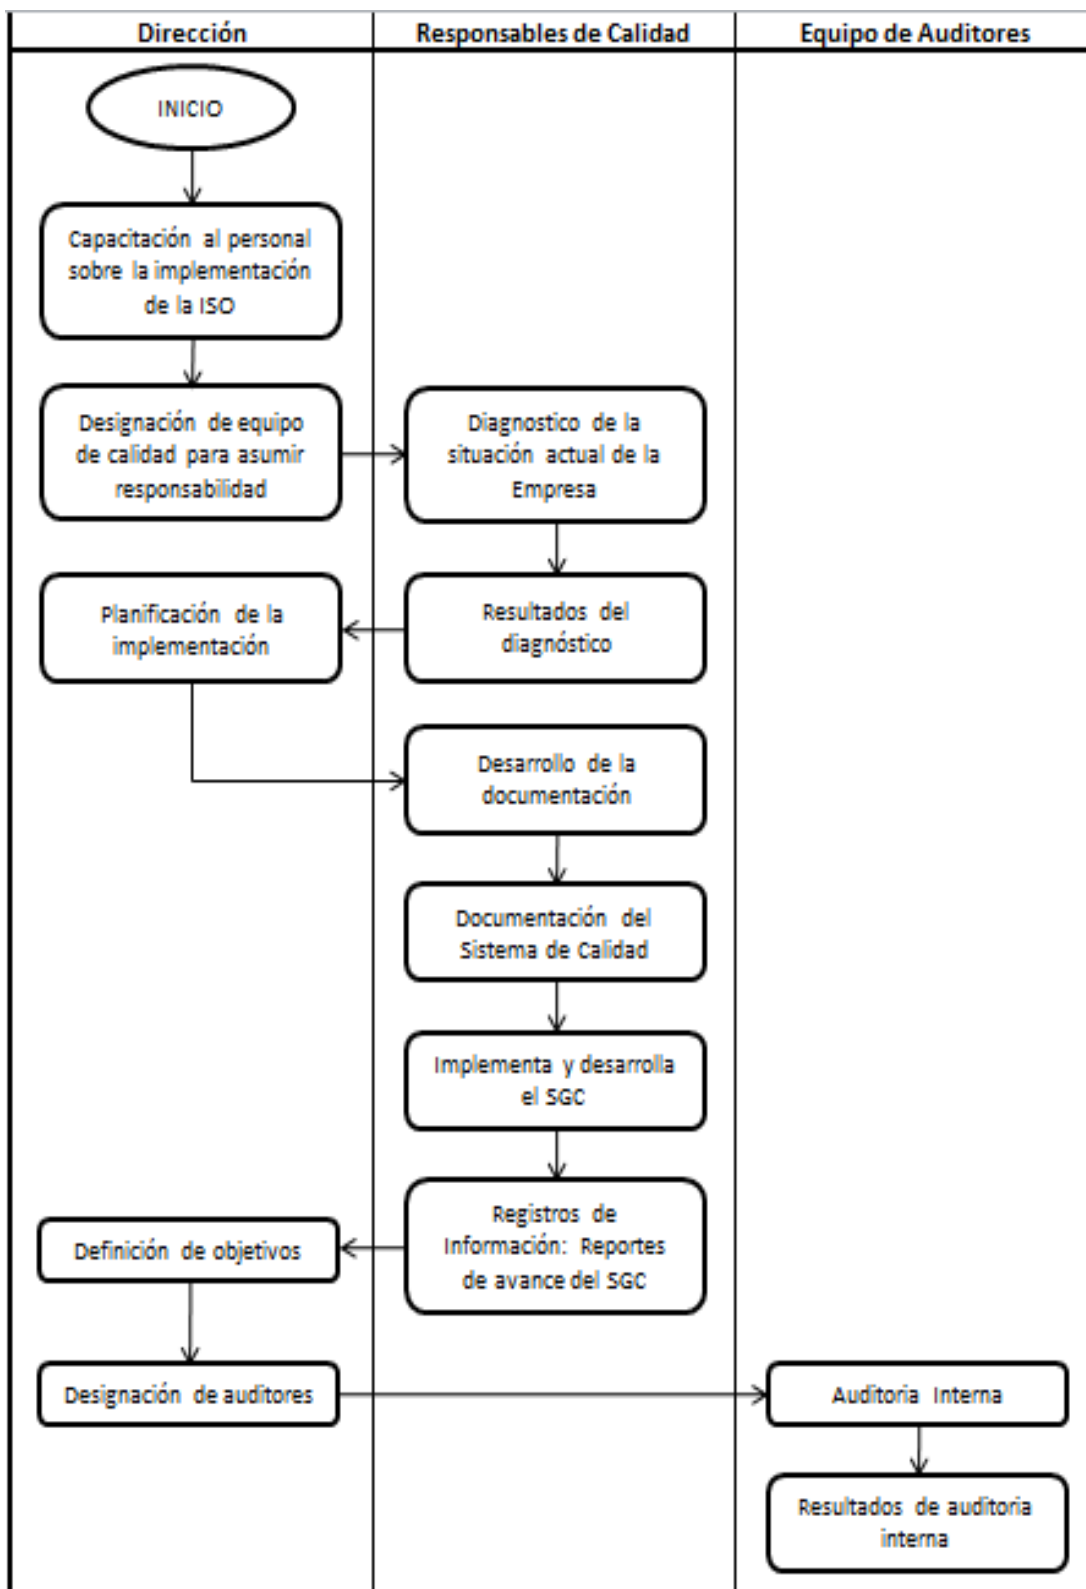 Dirección
Responsables de Calidad
Equipo de Auditores
INICIO
Capacitación al personal
sobre la implementación
de la ISO
Designación de equipo
de calidad para asumir
responsabilidad
Diagnostico de la
situación actual de la
Empresa
Planificación de la
implementación
Resultados del
diagnóstico
Desarrollo de la
documentación
Documentación del
Sistema de Calidad
Implementa y desarrolla
el SGC
Registros de
Información: Reportes
de avance del SGC
Definición de objetivos
Designación de auditores
Auditoria Interna
Resultados de auditoria
interna